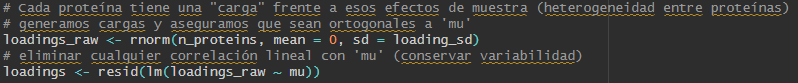 # Cada proteína tiene una "carga" frente a esos efectos de muestra (heterogeneidad entre proteínas)
# generamos cargas y aseguramos que sean ortogonales a 'mu'
loadings_raw <- rnorm(n_proteins, mean = 0, sd = loading_sd)
# eliminar cualquier correlación lineal con 'mu' (conservar variabilidad)
loadings <- resid(lm(loadings_raw ~ mu))